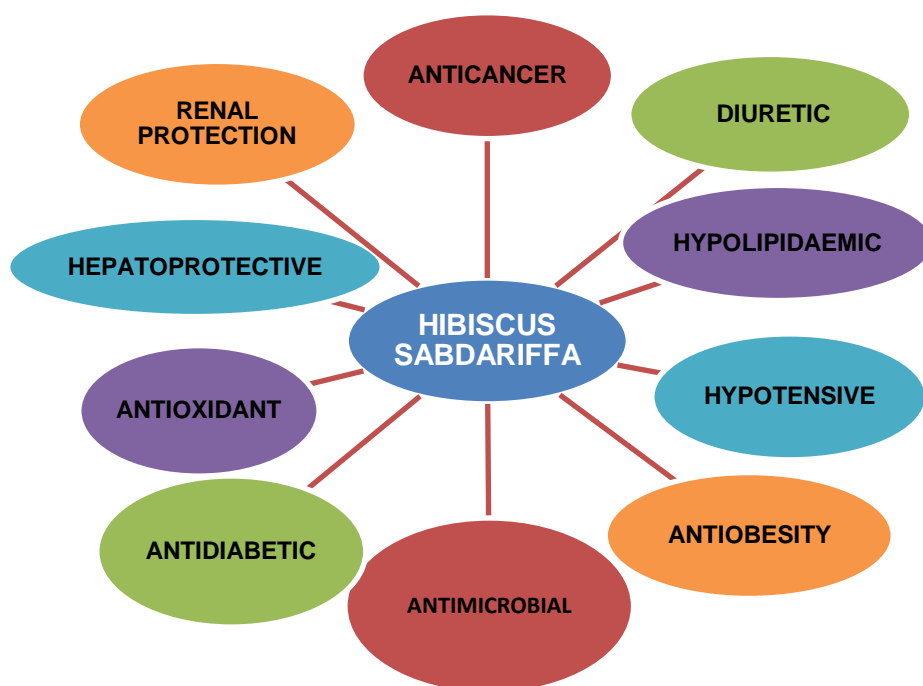 ANTICANCER
RENAL
PROTECTION
DIURETIC
HYPOLIPIDAEMIC
HEPATOPROTECTIVE
HIBISCUS
SABDARIFFA
HYPOTENSIVE
ANTIOXIDANT
ANTIOBESITY
ANTIDIABETIC
ANTIMICROBIAL